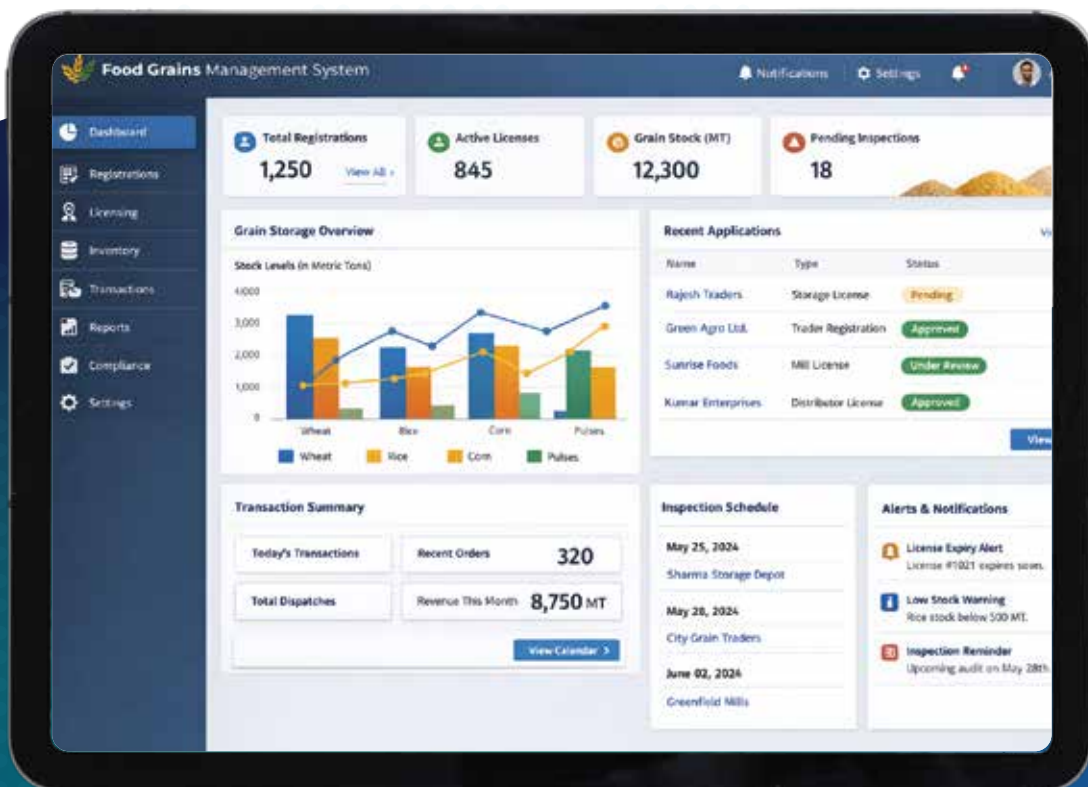 Food Grains Management System
Notifications
Settings
Dashboard
Registrations
Licensing
Inventory
Transactions
Reports
Compliance
Settings
Total Registrations
1,250
View All ›
Active Licenses
845
Grain Stock (MT)
12,300
Pending Inspections
18
Grain Storage Overview
Stock Levels (in Metric Tons)
4,000
3,000
2,000
1,000
0
Wheat Rice Corn Pulses
Wheat Rice Corn Pulses
Recent Applications
Name Type Status
Rajesh Traders Storage License Pending
Green Agro Ltd. Trader Registration Approved
Sunrise Foods Mill License Under Review
Kumar Enterprises Distributor License Approved
View
Transaction Summary
Today's Transactions
Recent Orders 320
Total Dispatches
Revenue This Month 8,750 MT
View Calendar ›
Inspection Schedule
May 25, 2024
Sharma Storage Depot
May 28, 2024
City Grain Traders
June 02, 2024
Greenfield Mills
Alerts & Notifications
License Expiry Alert
License #1021 expires soon.
Low Stock Warning
Rice stock below 500 MT.
Inspection Reminder
Upcoming audit on May 28th.